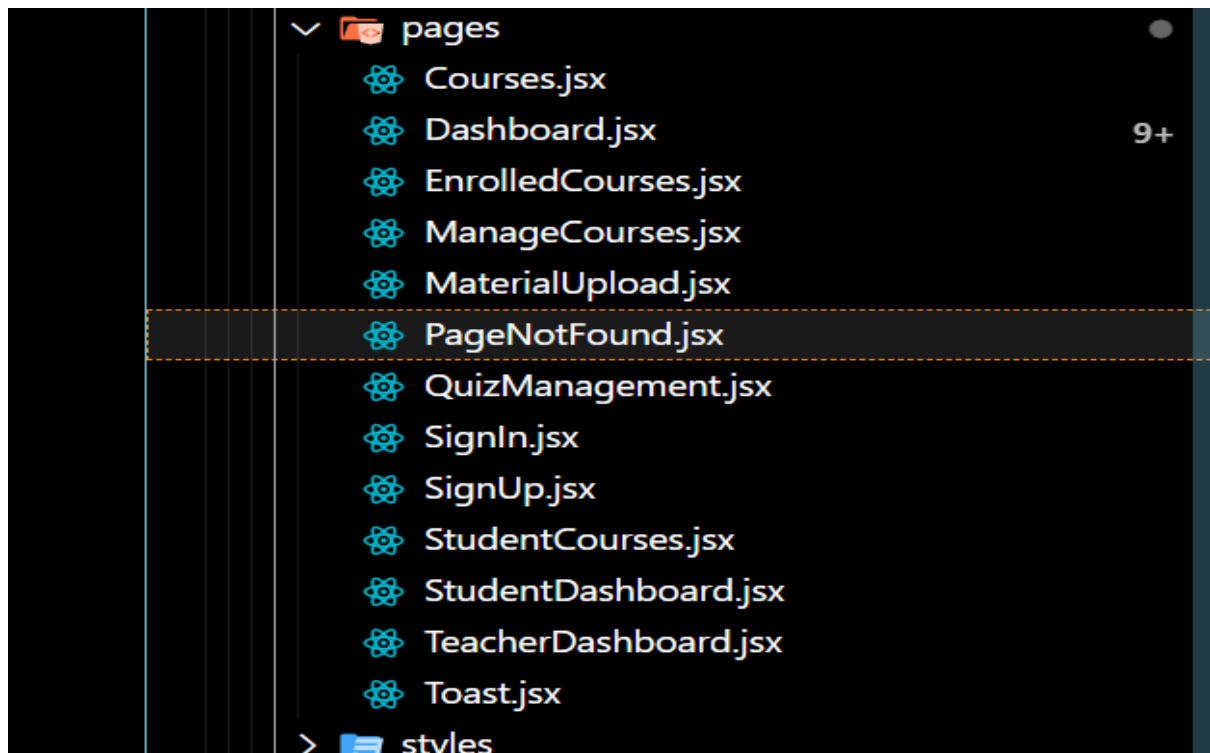 pages
Courses.jsx
Dashboard.jsx 9+
EnrolledCourses.jsx
ManageCourses.jsx
MaterialUpload.jsx
PageNotFound.jsx
QuizManagement.jsx
SignIn.jsx
SignUp.jsx
StudentCourses.jsx
StudentDashboard.jsx
TeacherDashboard.jsx
Toast.jsx
styles